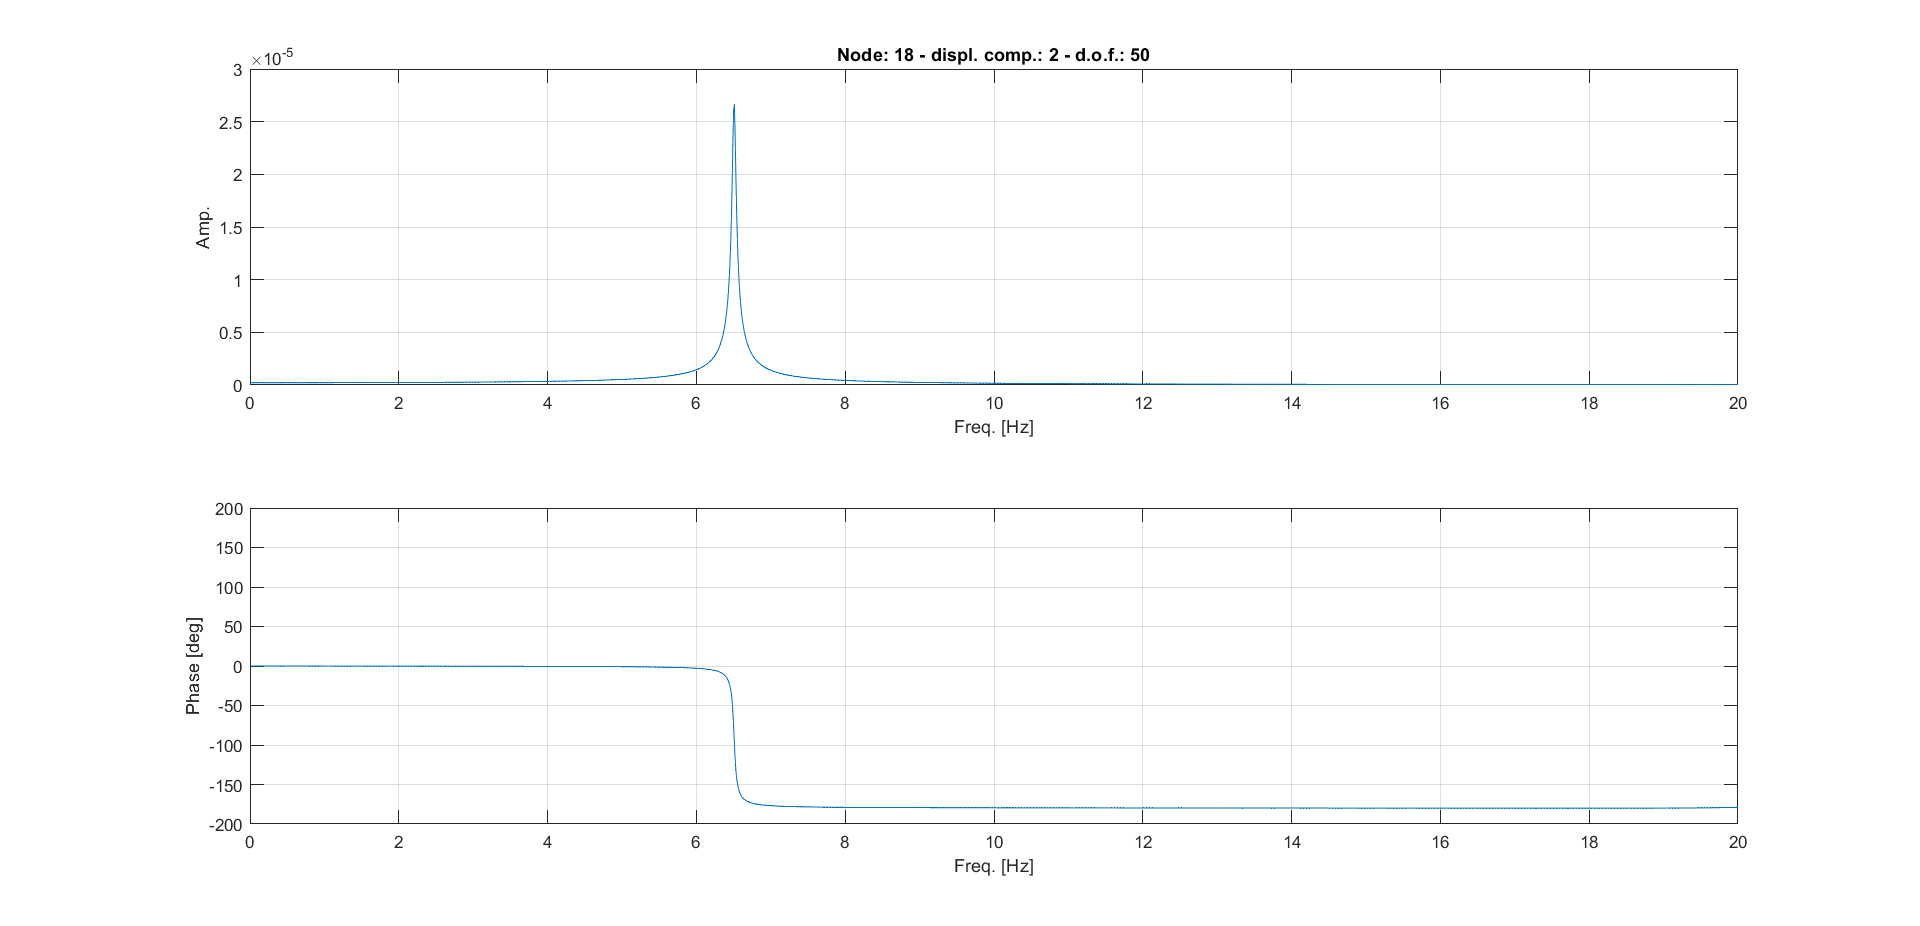 Node: 18 - displ. comp.: 2 - d.o.f.: 50
×10-5
3
2.5
2
1.5
1
0.5
0
Amp.
0 2 4 6 8 10 12 14 16 18 20
Freq. [Hz]
200
150
100
50
0
-50
-100
-150
-200
Phase [deg]
0 2 4 6 8 10 12 14 16 18 20
Freq. [Hz]